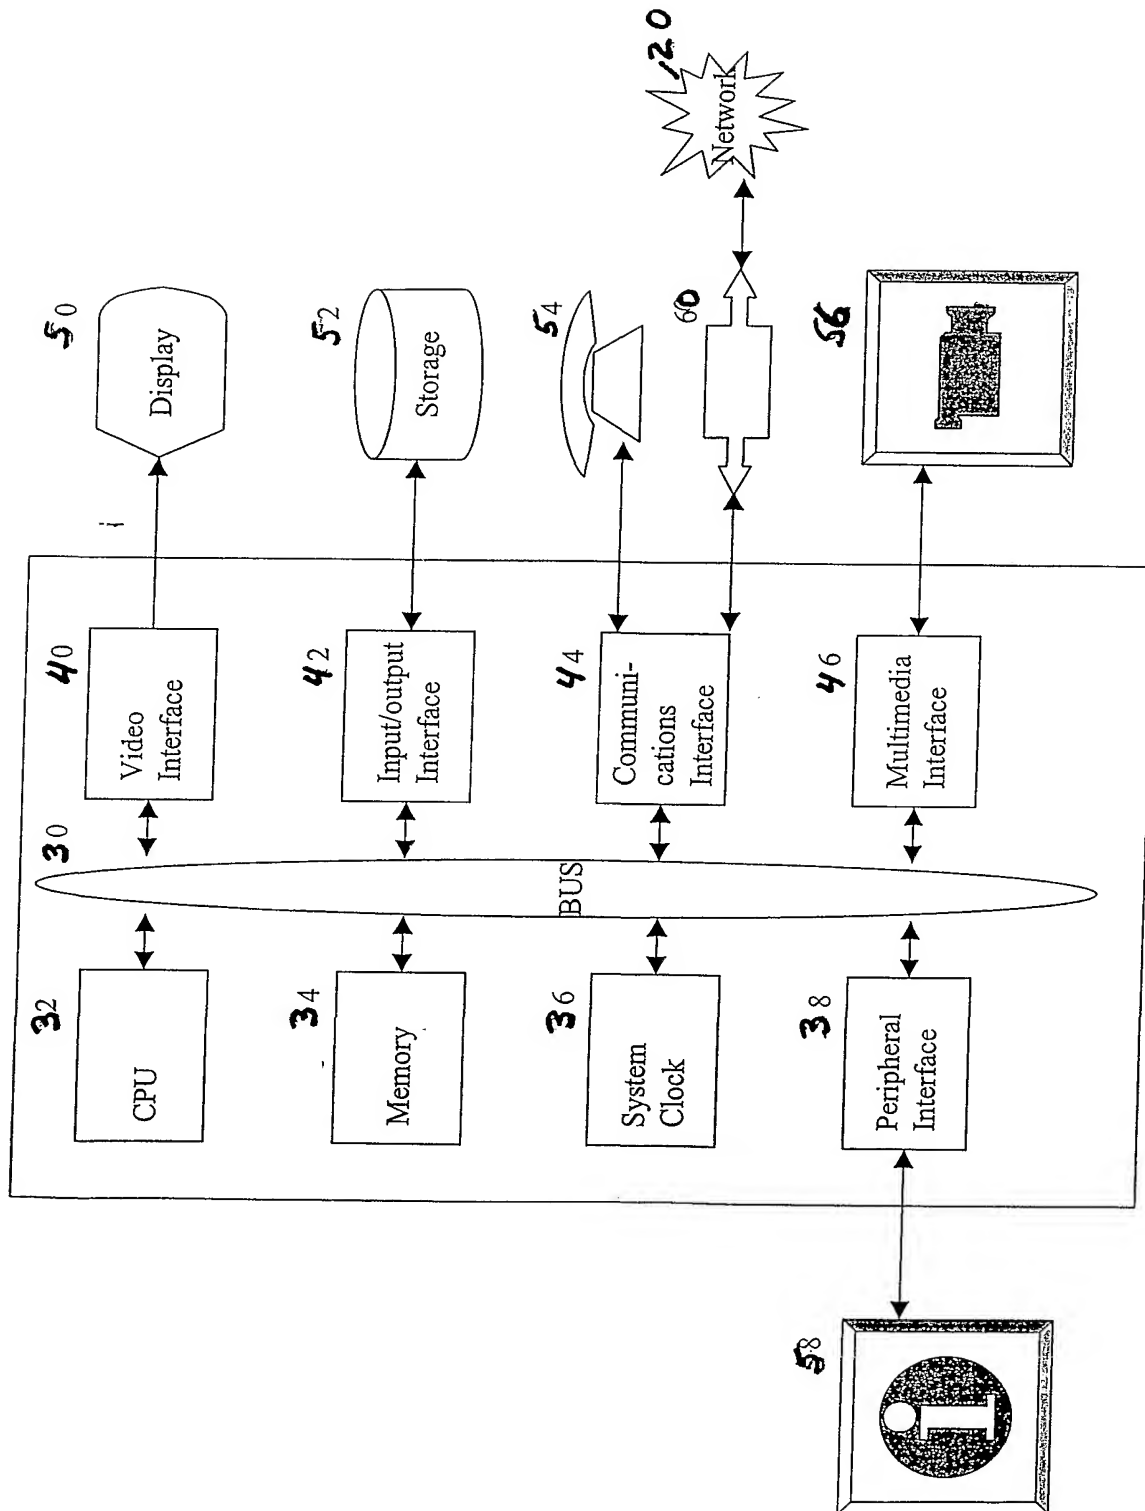 32
CPU
30
40
Video
Interface
50
Display
34
Memory
42
Input/output
Interface
52
Storage
36
System
Clock
BUS
44
Communi-
cations
Interface
54
60
120
Network
58
38
Peripheral
Interface
46
Multimedia
Interface
56